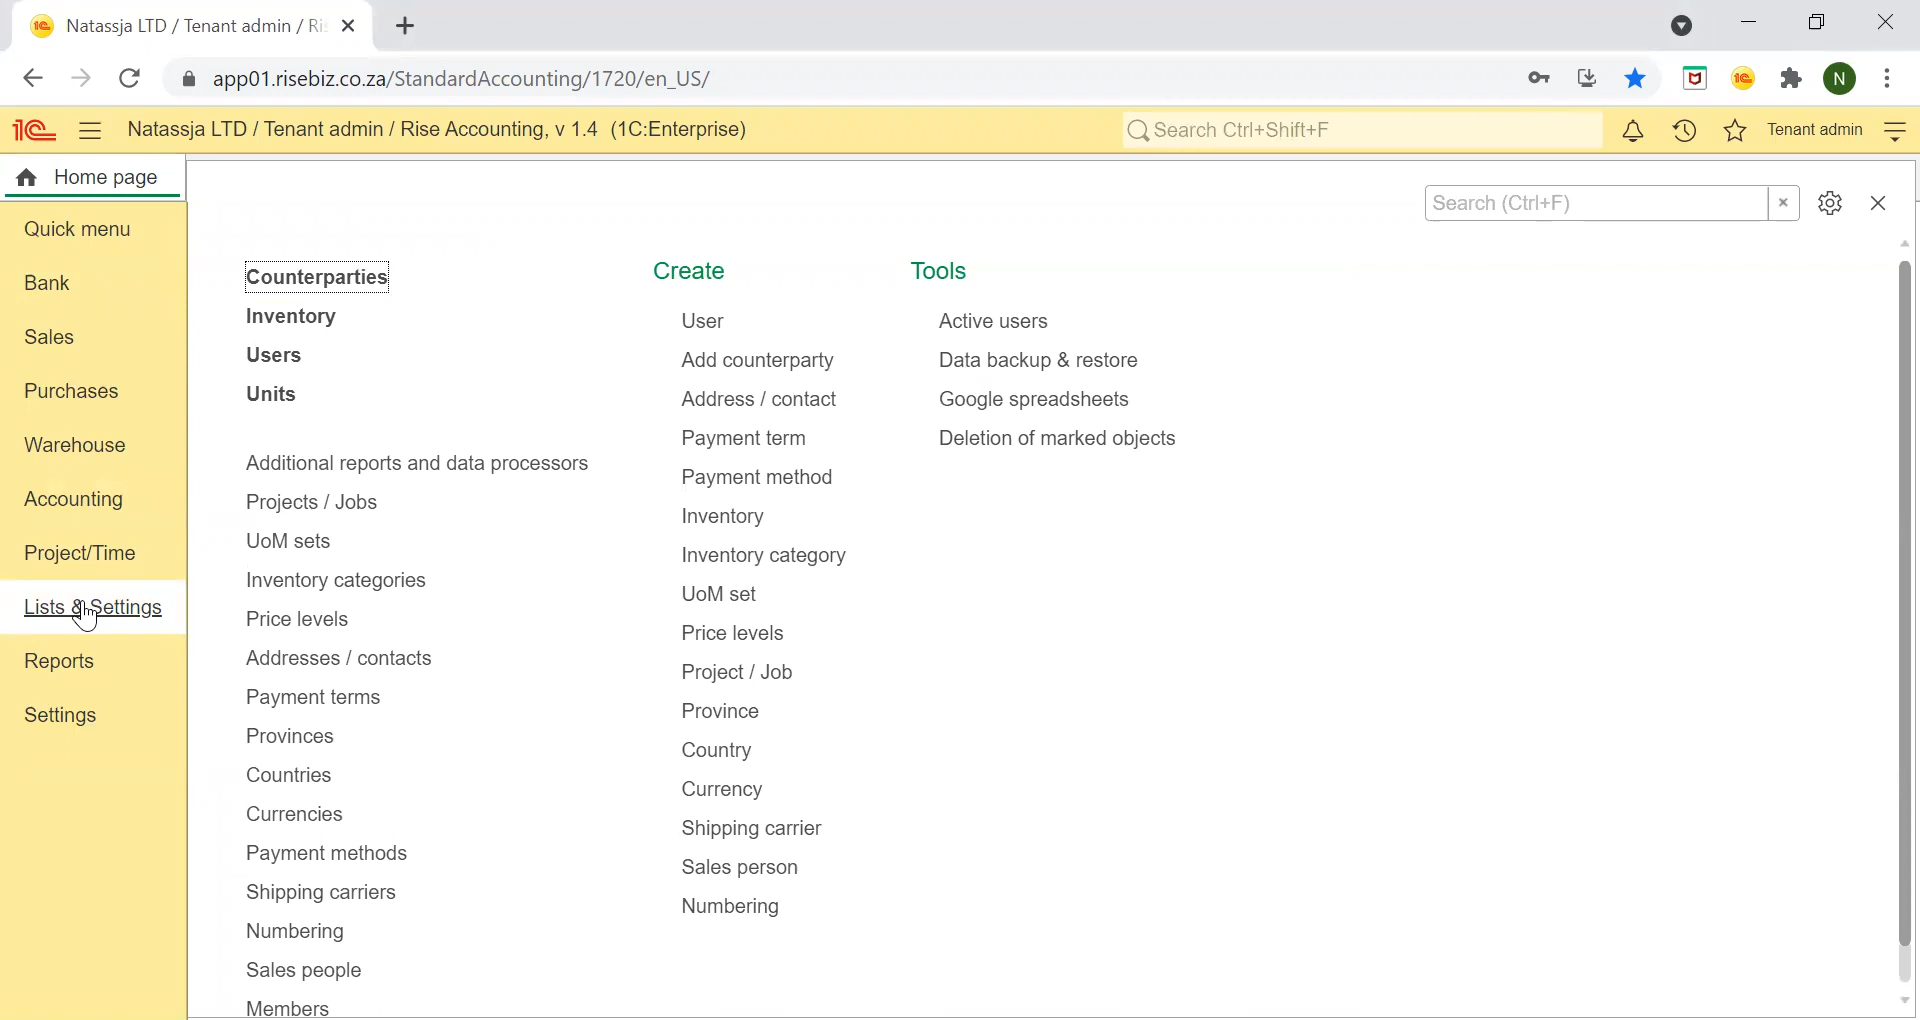 Natassja LTD / Tenant admin / Ri
app01.risebiz.co.za/StandardAccounting/1720/en_US/
N
1C Natassja LTD / Tenant admin / Rise Accounting, v 1.4 (1C:Enterprise)
Search Ctrl+Shift+F
Tenant admin
Home page
Search (Ctrl+F)
Quick menu
Bank
Sales
Purchases
Warehouse
Accounting
Project/Time
Lists & Settings
Reports
Settings
Counterparties
Inventory
Users
Units
Additional reports and data processors
Projects / Jobs
UoM sets
Inventory categories
Price levels
Addresses / contacts
Payment terms
Provinces
Countries
Currencies
Payment methods
Shipping carriers
Numbering
Sales people
Members
Create
User
Add counterparty
Address / contact
Payment term
Payment method
Inventory
Inventory category
UoM set
Price levels
Project / Job
Province
Country
Currency
Shipping carrier
Sales person
Numbering
Tools
Active users
Data backup & restore
Google spreadsheets
Deletion of marked objects